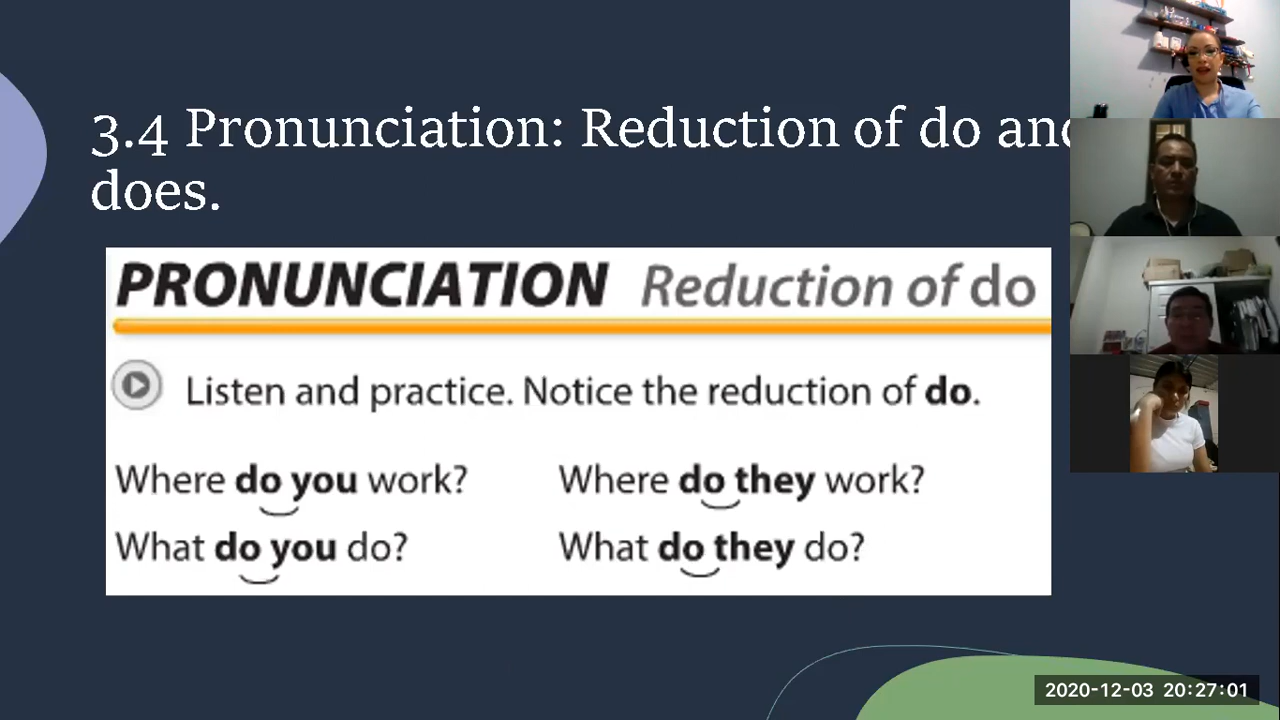 3.4 Pronunciation: Reduction of do and
does.
PRONUNCIATION Reduction of do
Listen and practice. Notice the reduction of do.
Where do you work? Where do they work?
What do you do? What do they do?
2020-12-03 20:27:01